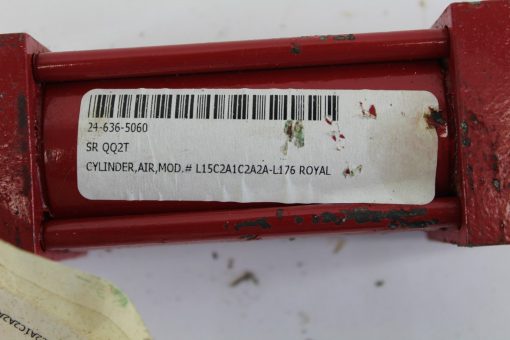 24-636-5060
SR QQ2T
CYLINDER,AIR,MOD.# L15C2A1C2A2A-L176 ROYAL